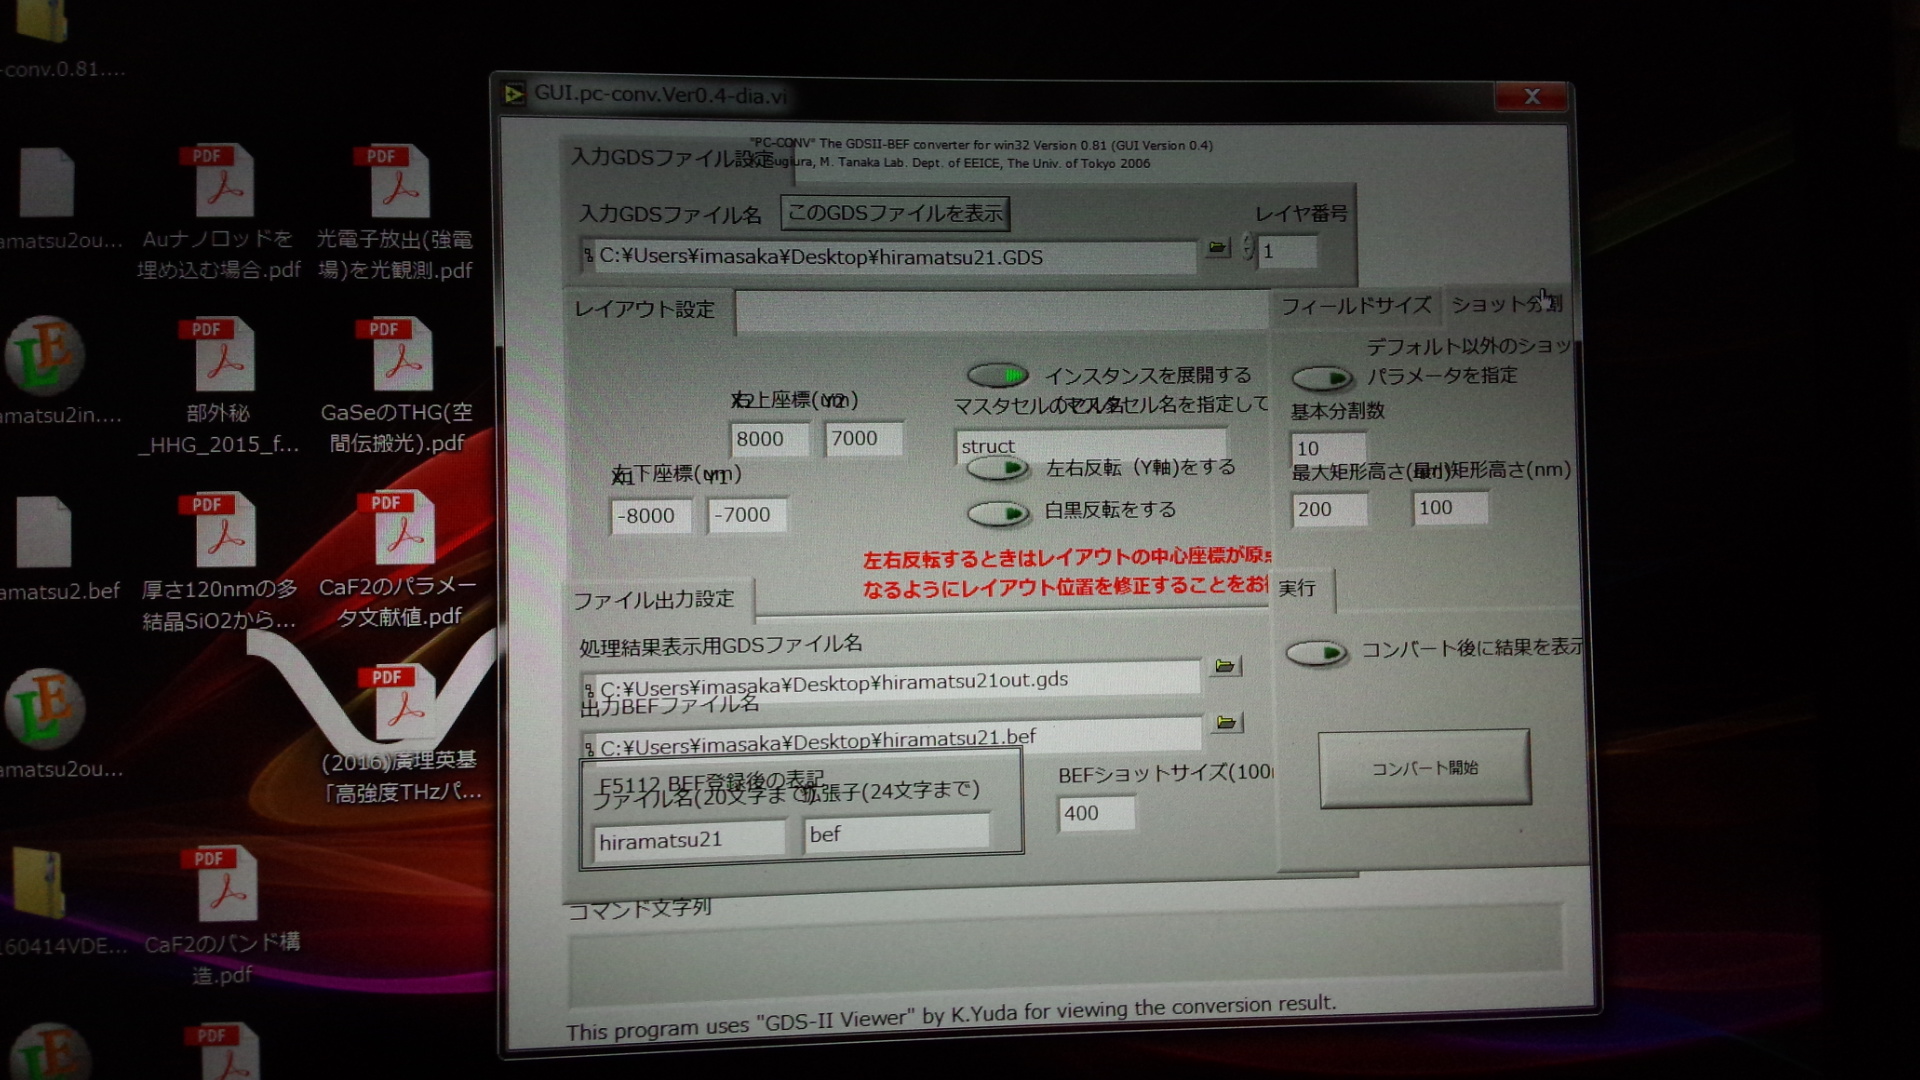 -conv.0.81....
amatsu2ou...
PDF
Auナノロッドを
埋め込む場合.pdf
PDF
光電子放出(強電
場)を光観測.pdf
LE
amatsu2in....
PDF
部外秘
_HHG_2015_f...
PDF
GaSeのTHG(空
間伝搬光).pdf
amatsu2.bef
PDF
厚さ120nmの多
結晶SiO2から...
PDF
CaF2のパラメー
タ文献値.pdf
LE
amatsu2ou...
PDF
(2016)廣理英基
「高強度THzパ...
160414VDE...
PDF
CaF2のバンド構
造.pdf
LE
PDF
GUI.pc-conv.Ver0.4-dia.vi
X
"PC-CONV" The GDSII-BEF converter for win32 Version 0.81 (GUI Version 0.4)
Sugiura, M. Tanaka Lab. Dept. of EEICE, The Univ. of Tokyo 2006
入力GDSファイル設定
入力GDSファイル名
このGDSファイルを表示
レイヤ番号
C:¥Users¥imasaka¥Desktop¥hiramatsu21.GDS
1
レイアウト設定
フィールドサイズ
ショット分割
右上座標(um)
X2
Y2
8000
7000
左下座標(um)
X1
Y1
-8000
-7000
インスタンスを展開する
マスタセルの
セル名を指定して
struct
左右反転（Y軸)をする
白黒反転をする
左右反転するときはレイアウトの中心座標が原
なるようにレイアウト位置を修正することをお
デフォルト以外のショッ
パラメータを指定
基本分割数
10
最大矩形高さ(
矩形高さ(nm)
200
100
ファイル出力設定
処理結果表示用GDSファイル名
C:¥Users¥imasaka¥Desktop¥hiramatsu21out.gds
出力BEFファイル名
C:¥Users¥imasaka¥Desktop¥hiramatsu21.bef
F5112 BEF登録後の表記
ファイル名(20文字まで)
拡張子(24文字まで)
hiramatsu21
bef
BEFショットサイズ(100
400
実行
コンバート後に結果を表示
コンバート開始
コマンド文字列
This program uses "GDS-II Viewer" by K.Yuda for viewing the conversion result.